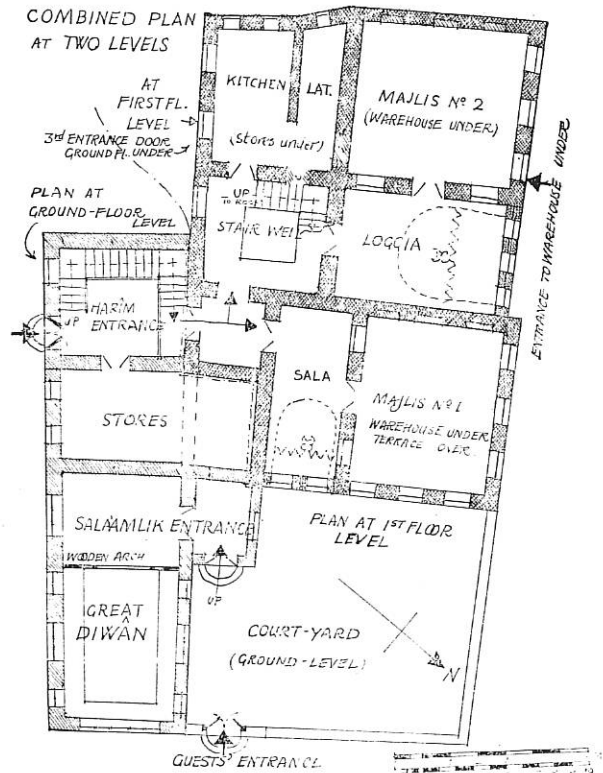 COMBINED PLAN
AT TWO LEVELS
AT
FIRST FL.
LEVEL
3rd ENTRANCE DOOR
GROUND FL. UNDER
KITCHEN
LAT.
(Stores under)
MAJLIS Nº 2
(WAREHOUSE UNDER)
ENTRANCE TO WAREHOUSE UNDER
PLAN AT
GROUND-FLOOR
LEVEL
UP
STAIR WELL
LOGGIA
HARÎM
ENTRANCE
UP
SALA
MAJLIS Nº 1
WAREHOUSE UNDER
TERRACE OVER
STORES
SALÂAMLIK ENTRANCE
WOODEN ARCH
UP
GREAT
DIWÂN
PLAN AT 1ST FLOOR
LEVEL
COURT-YARD
(GROUND-LEVEL)
N
GUESTS' ENTRANCE